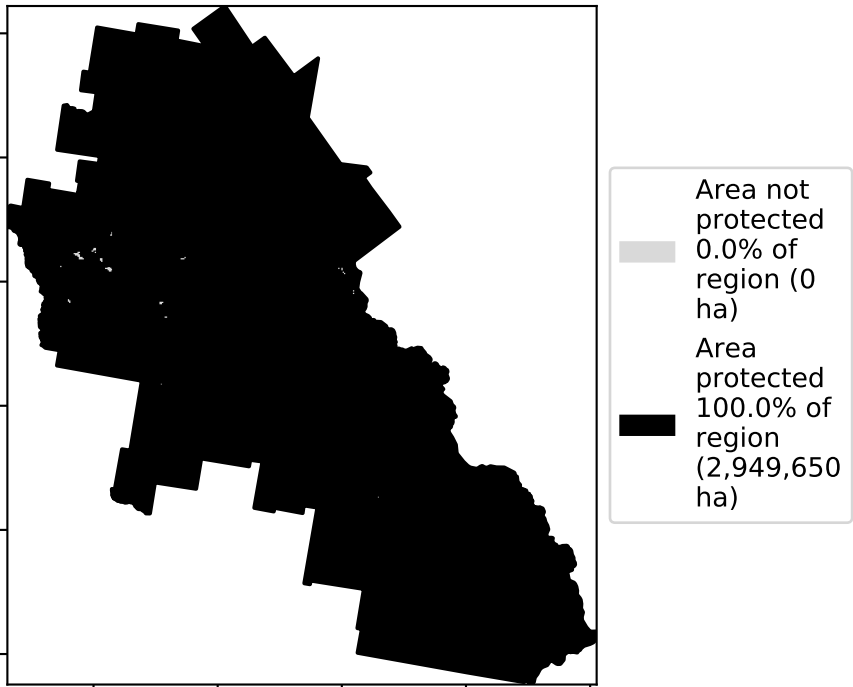 Area not
protected
0.0% of
region (0
ha)
Area
protected
100.0% of
region
(2,949,650
ha)